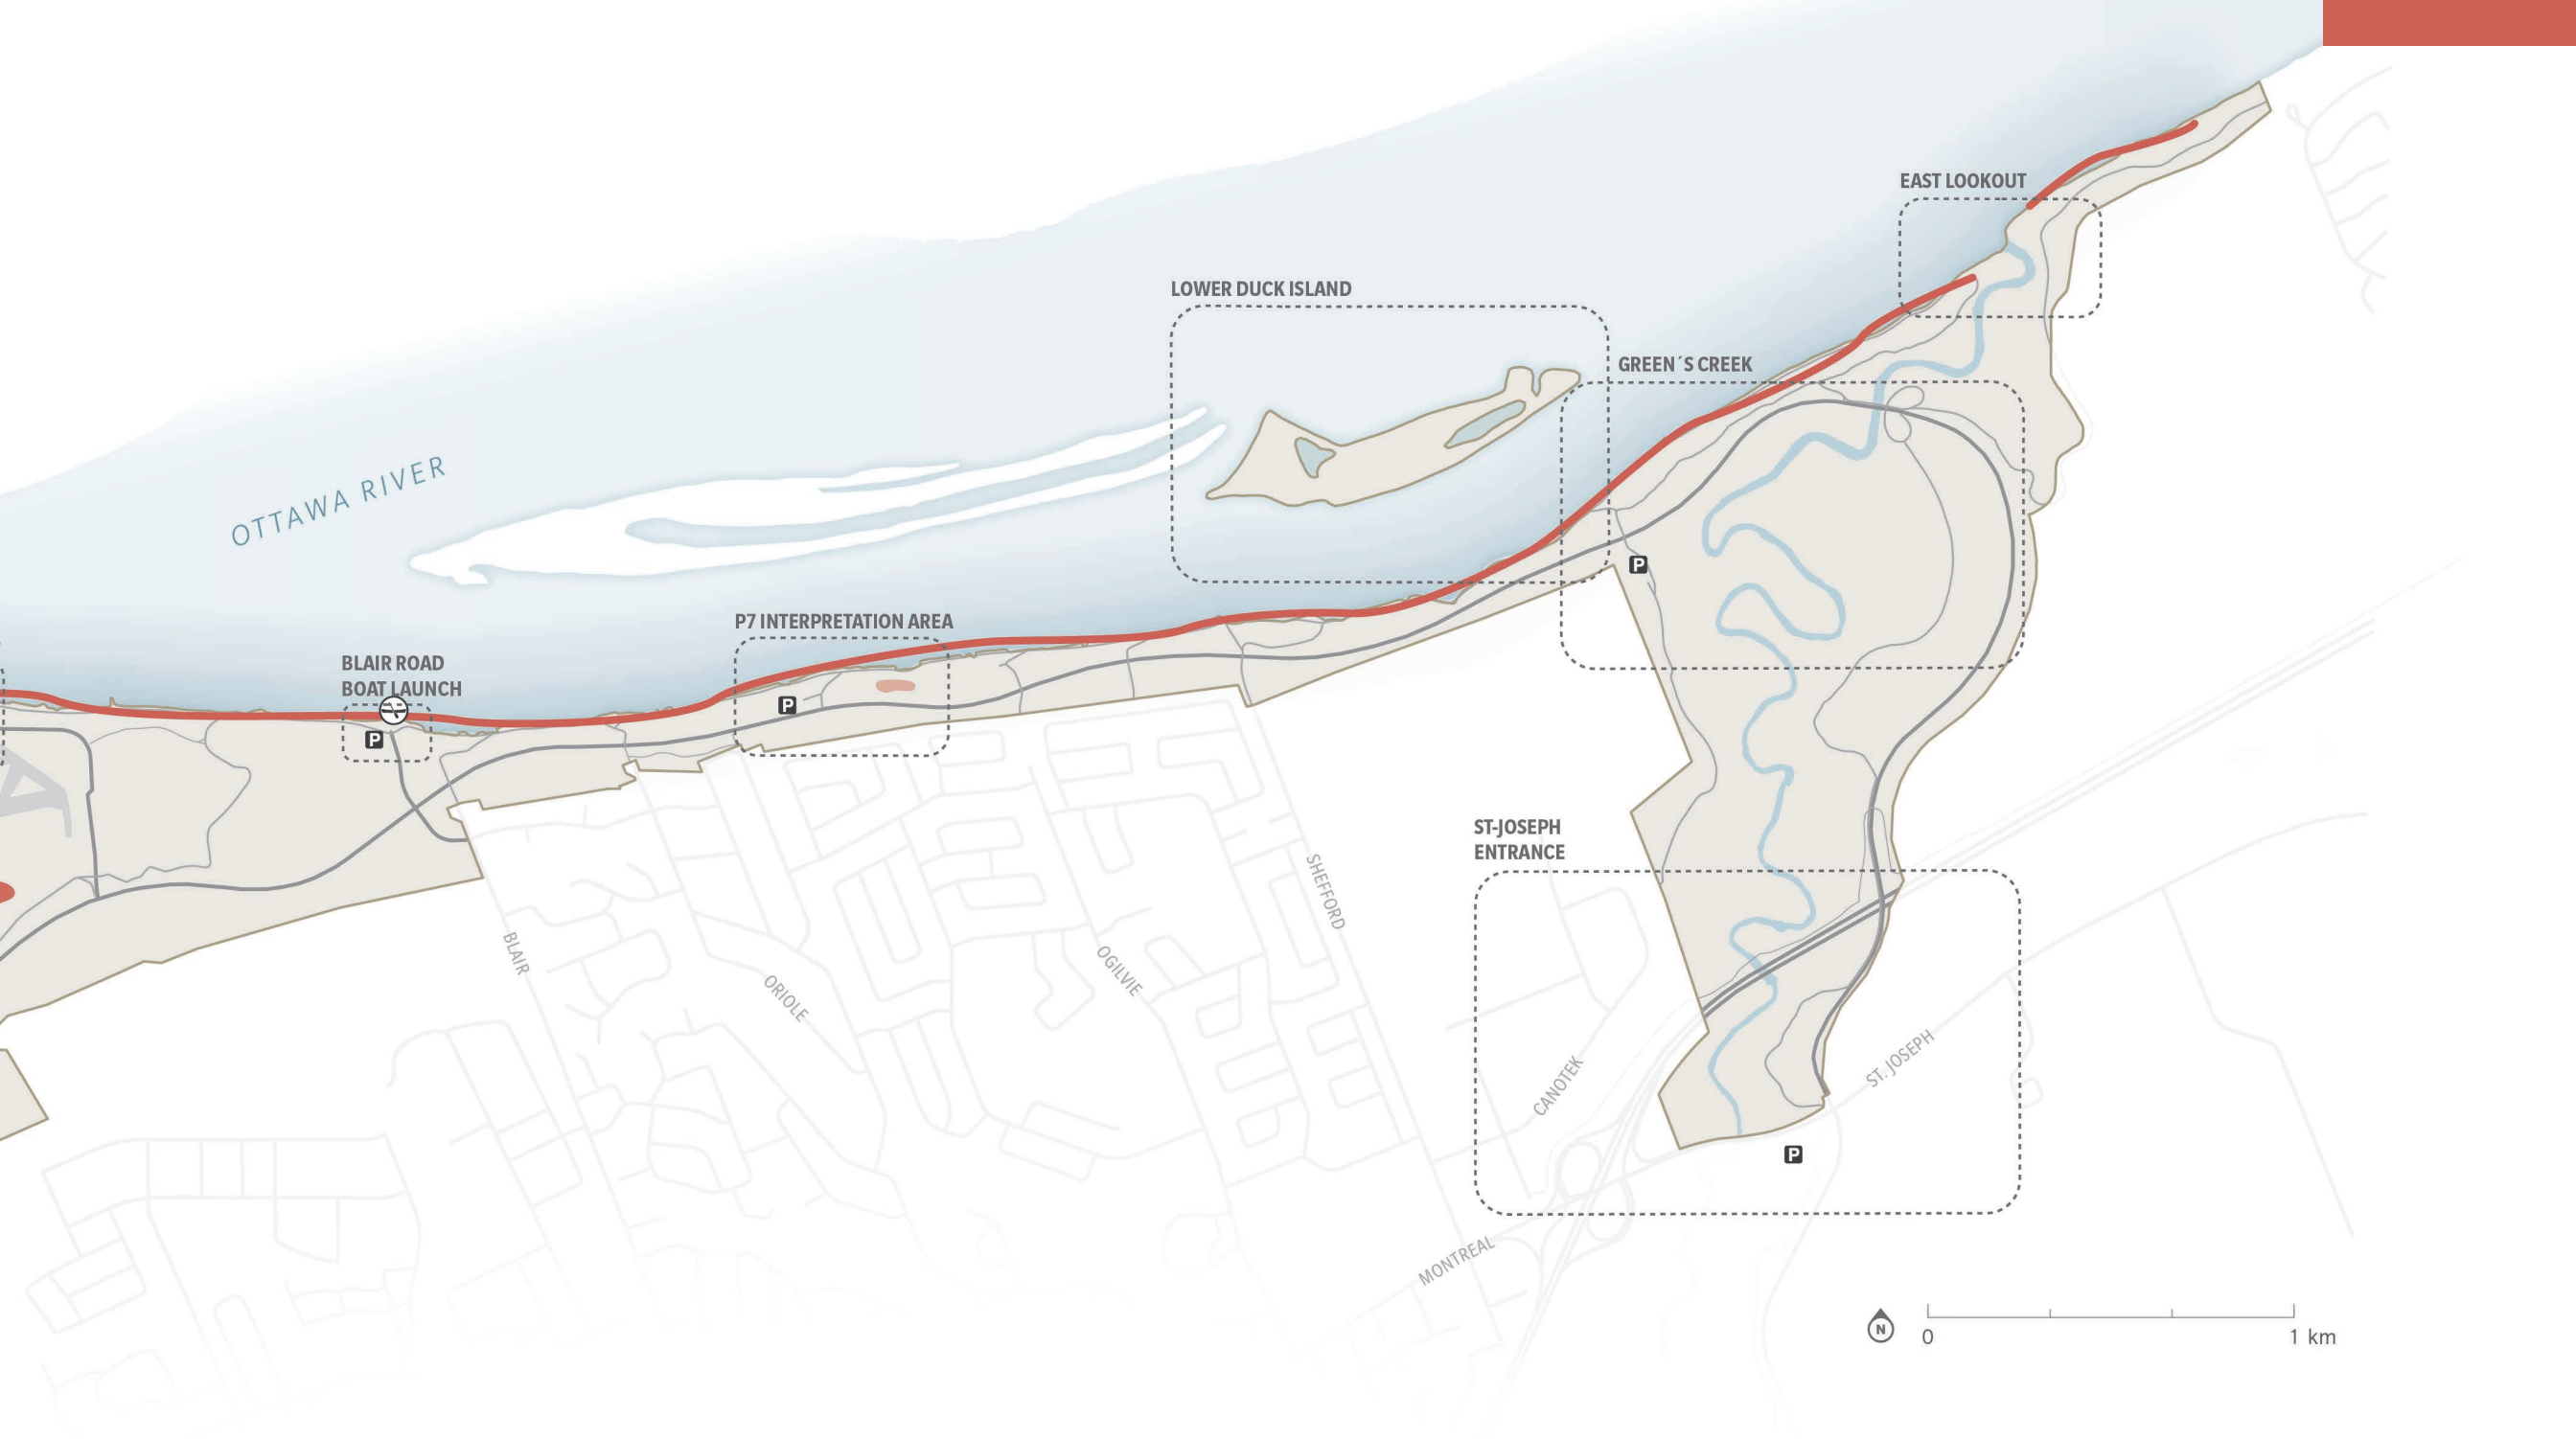 EAST LOOKOUT
LOWER DUCK ISLAND
GREEN´S CREEK
OTTAWA RIVER
P
P7 INTERPRETATION AREA
BLAIR ROAD
BOAT LAUNCH
P
P
ST-JOSEPH
ENTRANCE
SHEFFORD
BLAIR
OGILVIE
ORIOLE
CANOTEK
ST. JOSEPH
P
MONTREAL
N
0
1 km